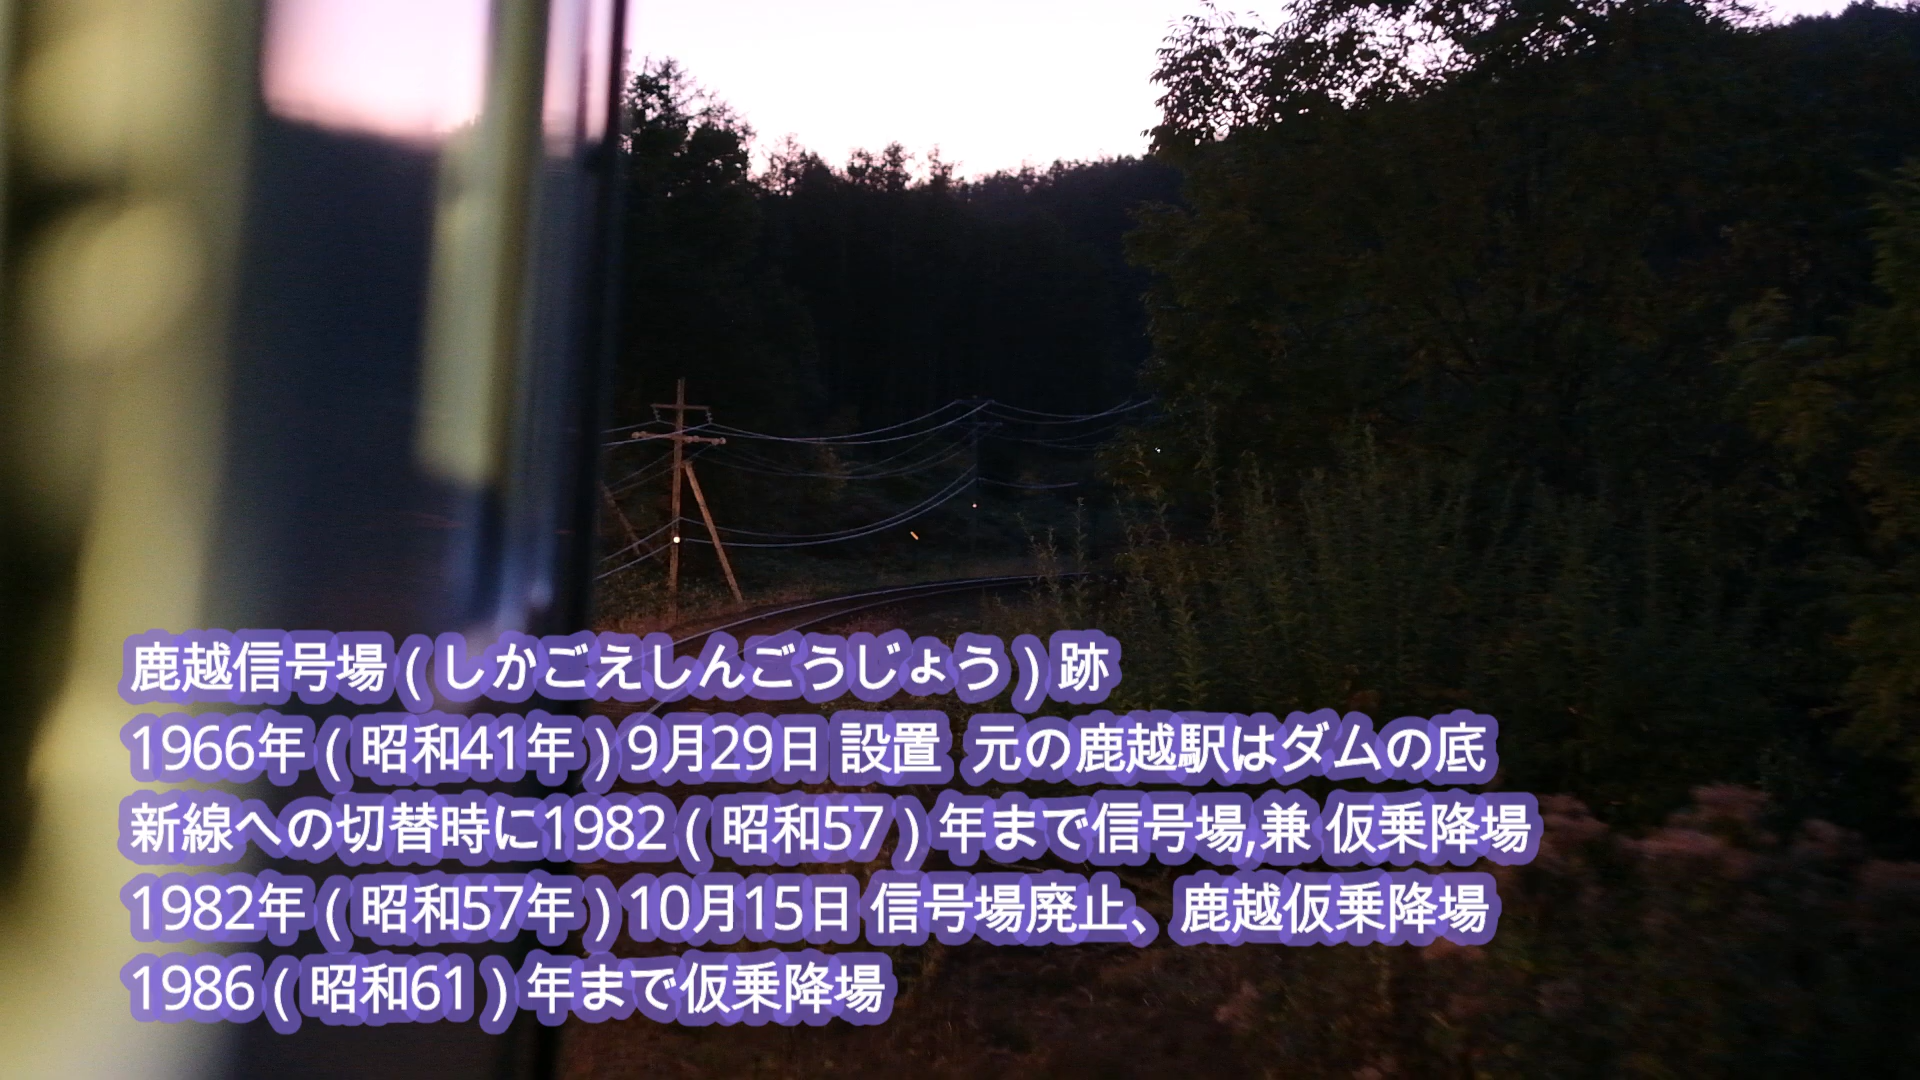 鹿越信号場 ( しかごえしんごうじょう ) 跡
1966年 ( 昭和41年 ) 9月29日 設置 元の鹿越駅はダムの底
新線への切替時に1982 ( 昭和57 ) 年まで信号場,兼 仮乗降場
1982年 ( 昭和57年 ) 10月15日 信号場廃止、鹿越仮乗降場
1986 ( 昭和61 ) 年まで仮乗降場